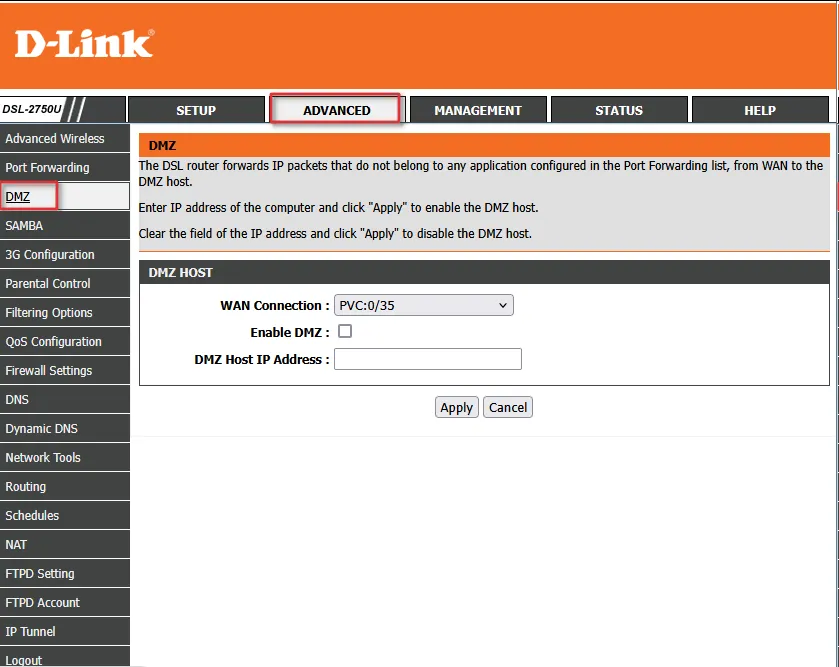 D-Link®
DSL-2750U
SETUP
ADVANCED
MANAGEMENT
STATUS
HELP
Advanced Wireless
Port Forwarding
DMZ
SAMBA
3G Configuration
Parental Control
Filtering Options
QoS Configuration
Firewall Settings
DNS
Dynamic DNS
Network Tools
Routing
Schedules
NAT
FTPD Setting
FTPD Account
IP Tunnel
Logout
DMZ
The DSL router forwards IP packets that do not belong to any application configured in the Port Forwarding list, from WAN to the
DMZ host.
Enter IP address of the computer and click "Apply" to enable the DMZ host.
Clear the field of the IP address and click "Apply" to disable the DMZ host.
DMZ HOST
WAN Connection : PVC:0/35
Enable DMZ :
DMZ Host IP Address :
Apply Cancel